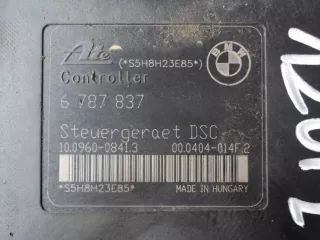 Ate (*S5H8H23E85*) BMW
Controller
6 787 837
Steuergeraet DSC
10.0960-0841.3 00.0404-014F.2
*S5H8H23E85* MADE IN HUNGARY